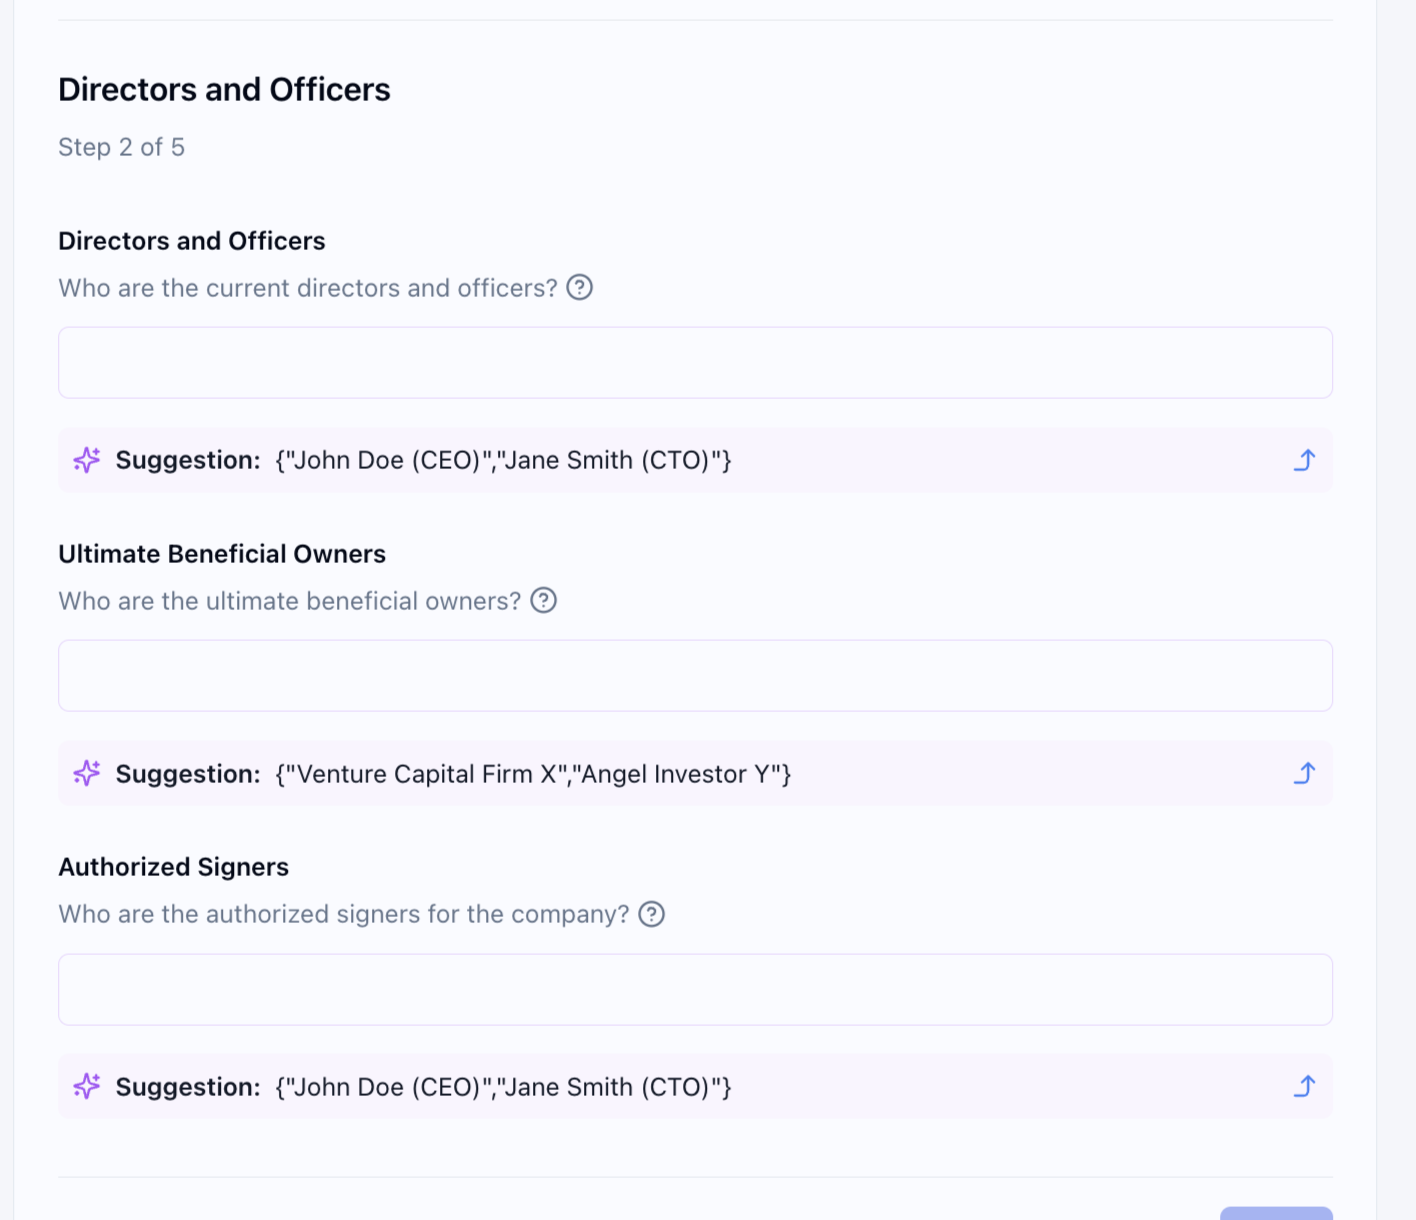 Directors and Officers
Step 2 of 5
Directors and Officers
Who are the current directors and officers?
Suggestion: {"John Doe (CEO)","Jane Smith (CTO)"}
Ultimate Beneficial Owners
Who are the ultimate beneficial owners?
Suggestion: {"Venture Capital Firm X","Angel Investor Y"}
Authorized Signers
Who are the authorized signers for the company?
Suggestion: {"John Doe (CEO)","Jane Smith (CTO)"}